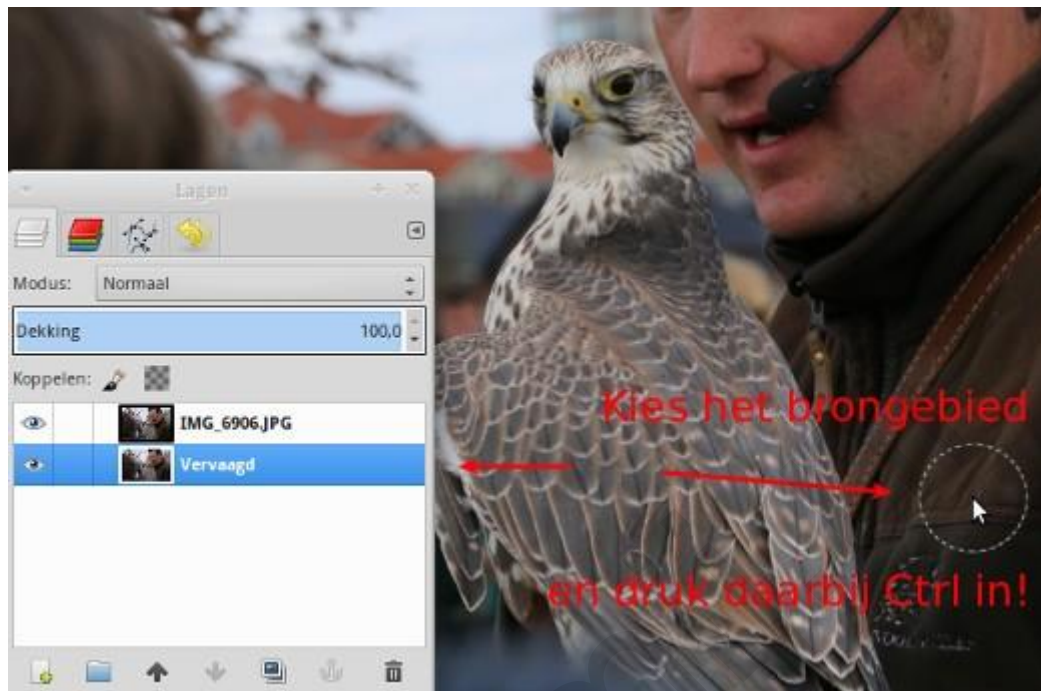 Lagen
Modus: Normaal
Dekking 100,0
Koppelen:
IMG_6906.JPG
Vervaagd
Kies het brongebied
en druk daarbij Ctrl in!